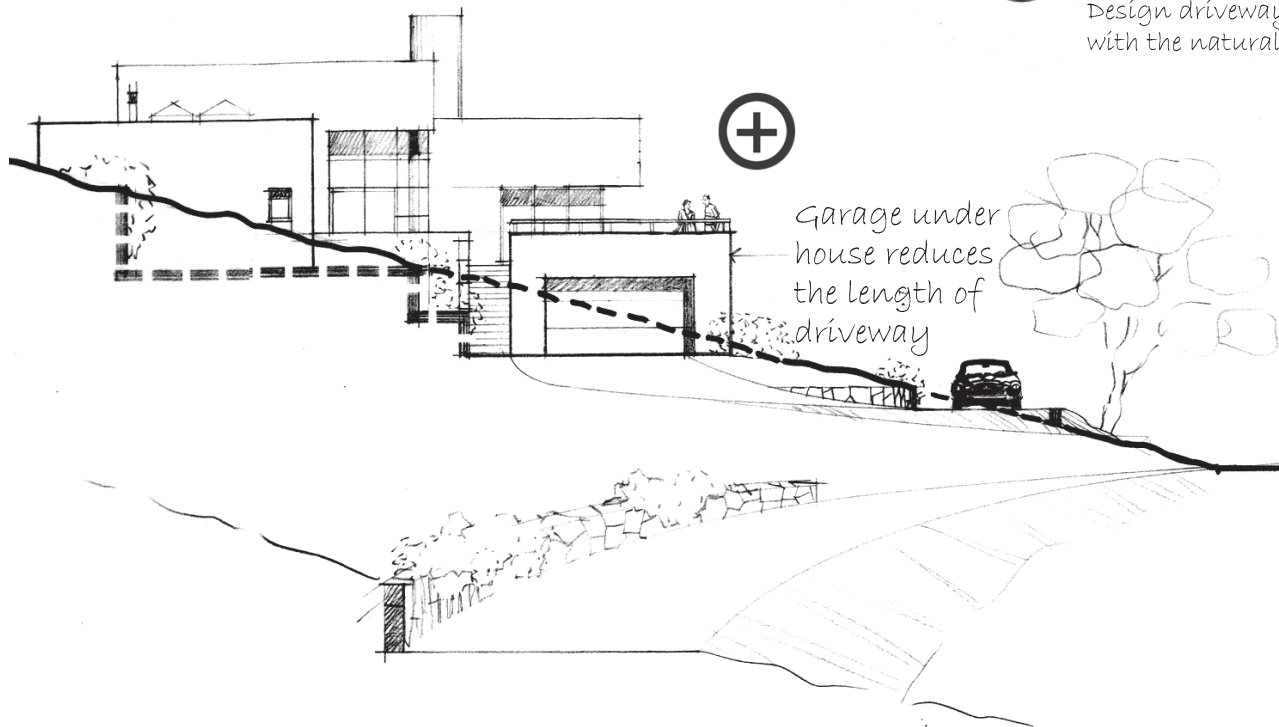 Design driveway
with the natural
Garage under
house reduces
the length of
driveway